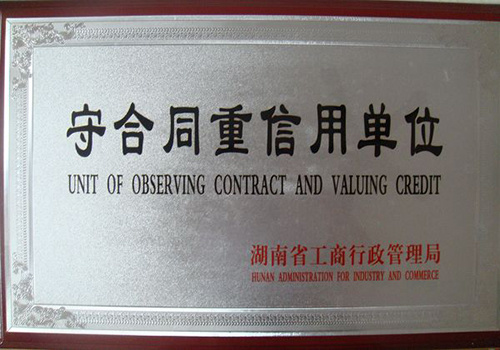 守合同重信用单位
UNIT OF OBSERVING CONTRACT AND VALUING CREDIT
湖南省工商行政管理局
HUNAN ADMINISTRATION FOR INDUSTRY AND COMMERCE